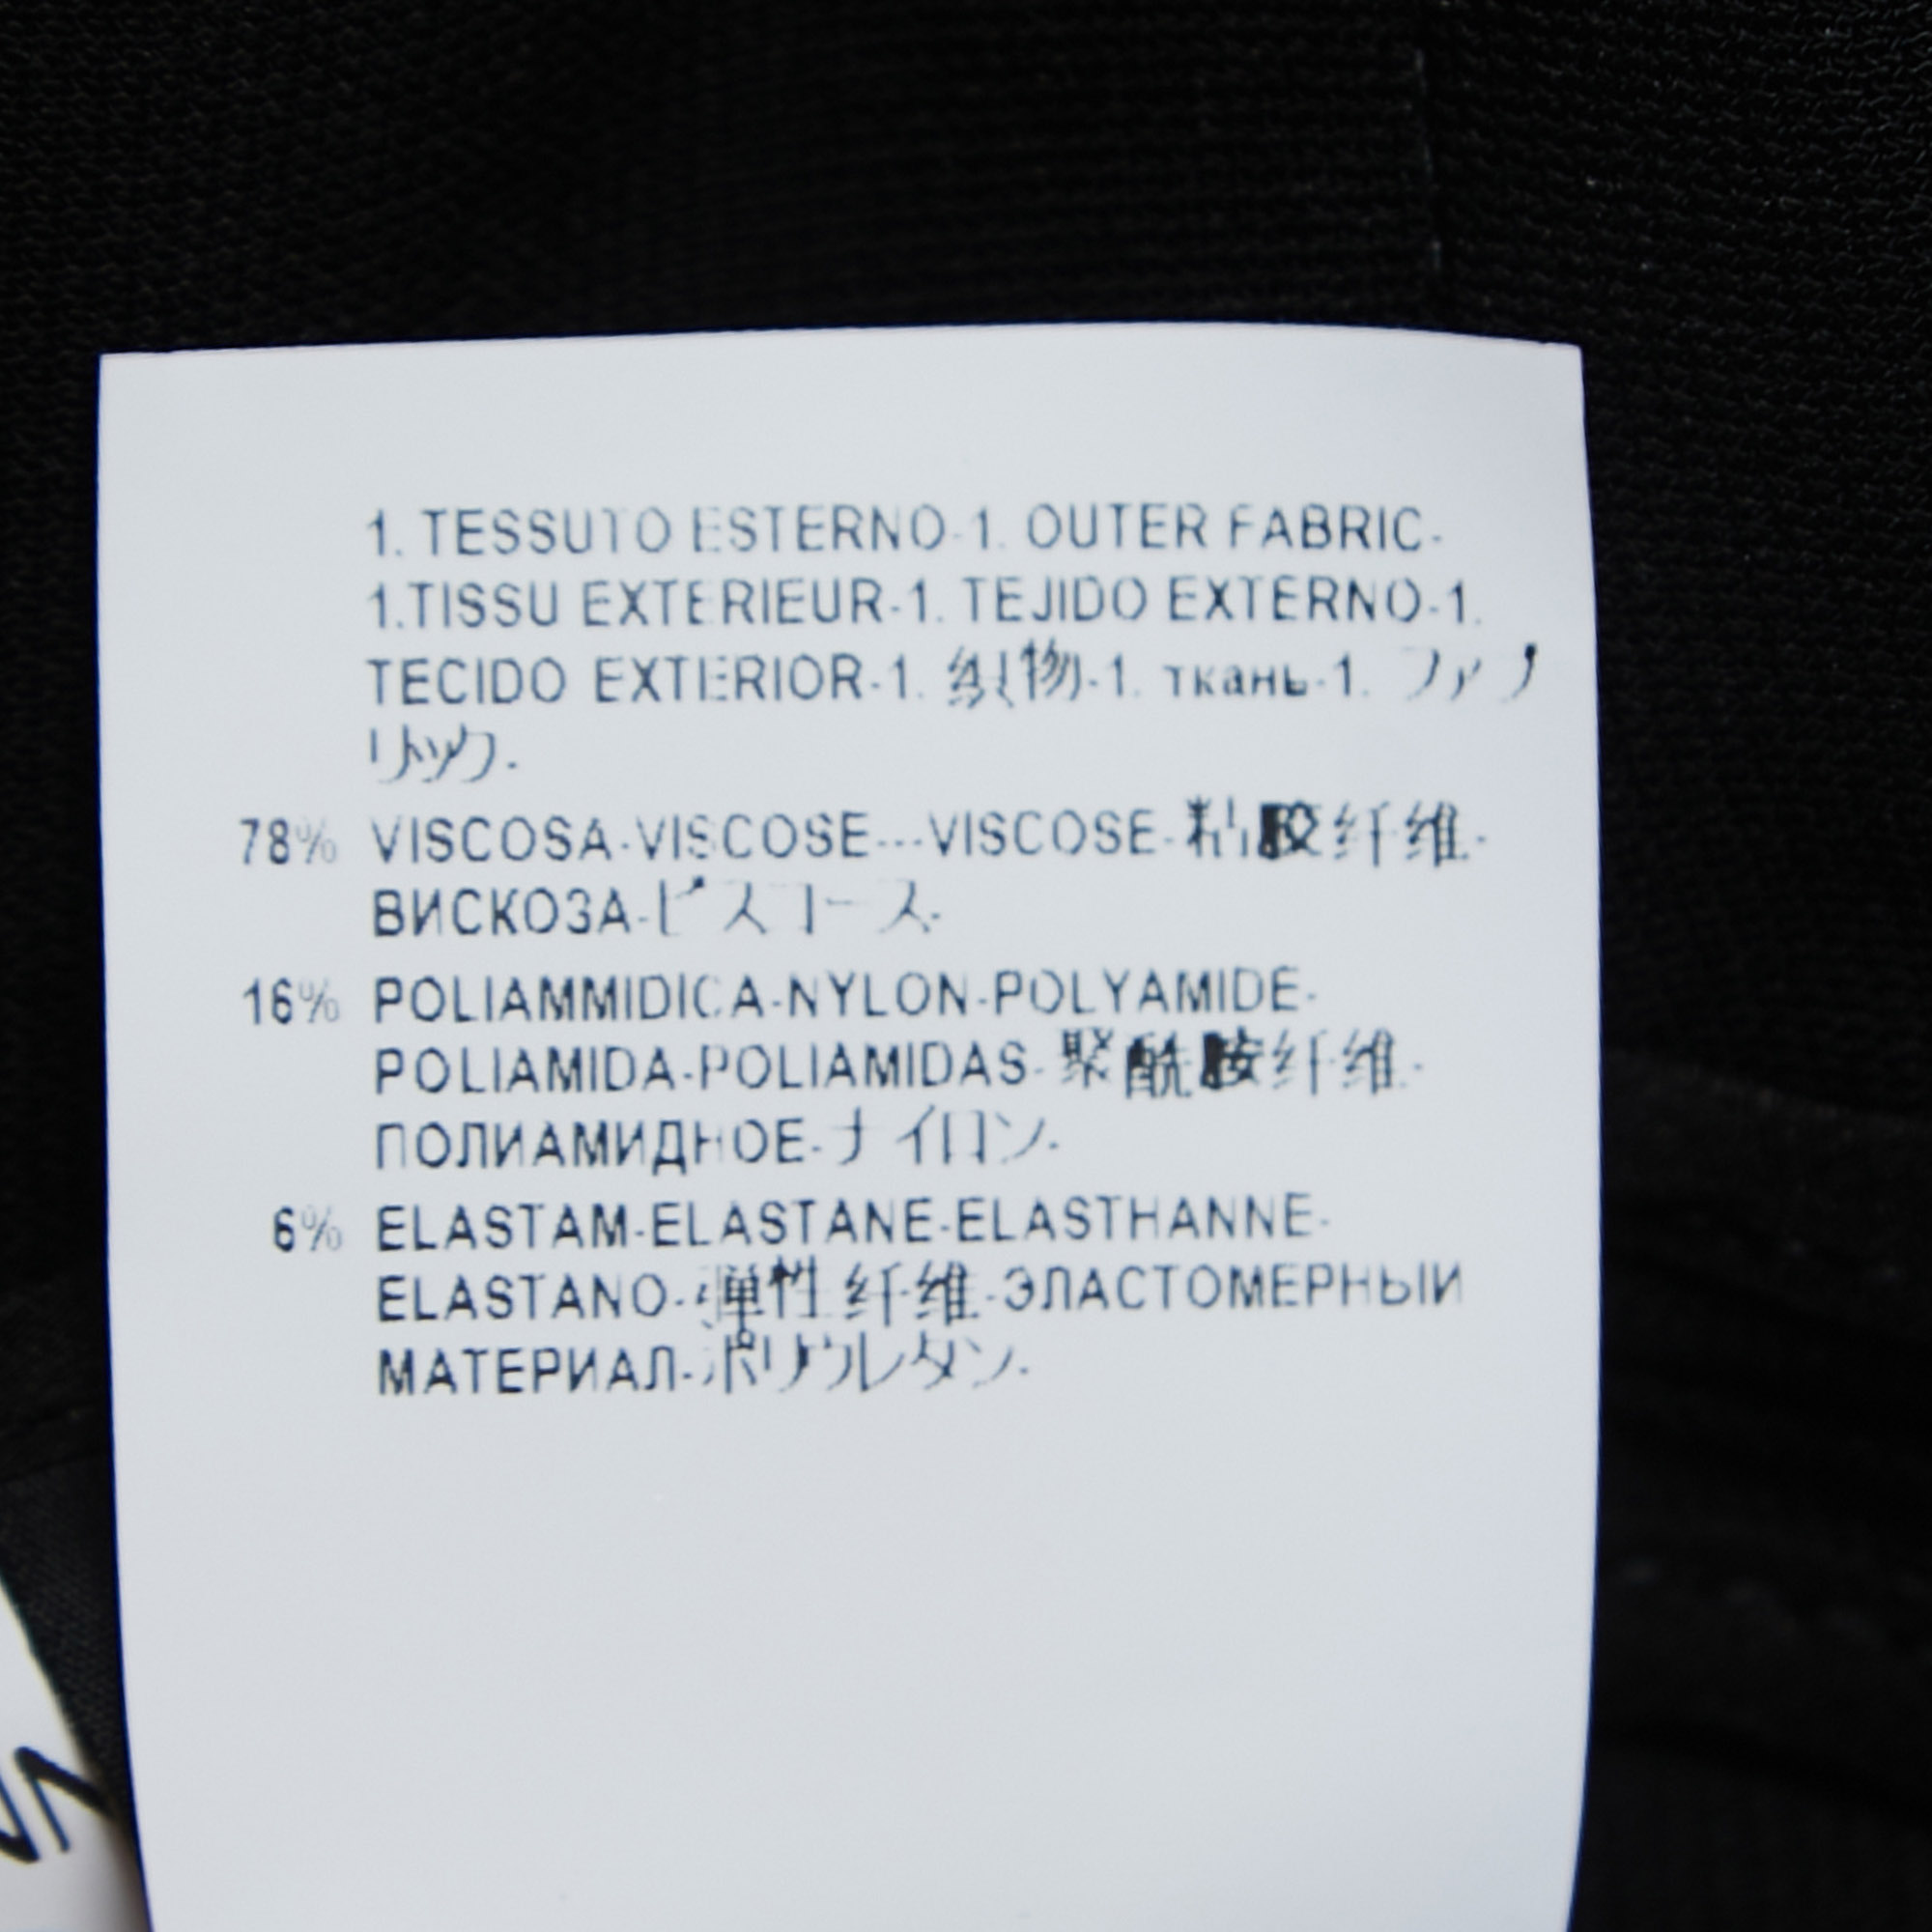 1. TESSUTO ESTERNO-1. OUTER FABRIC-
1.TISSU EXTERIEUR-1. TEJIDO EXTERNO-1.
TECIDO EXTERIOR-1. 织物-1. ткань-1. ファブ
リック.
78% VISCOSA-VISCOSE---VISCOSE-粘胶纤维-
ВИСКОЗА-ビスコース-
16% POLIAMMIDICA-NYLON-POLYAMIDE-
POLIAMIDA-POLIAMIDAS-聚酰胺纤维-
ПОЛИАМИДНОЕ-ナイロン-
6% ELASTAM-ELASTANE-ELASTHANNE-
ELASTANO-弹性纤维-ЭЛАСТОМЕРНЫЙ
МАТЕРИАЛ-ポリウレタン-